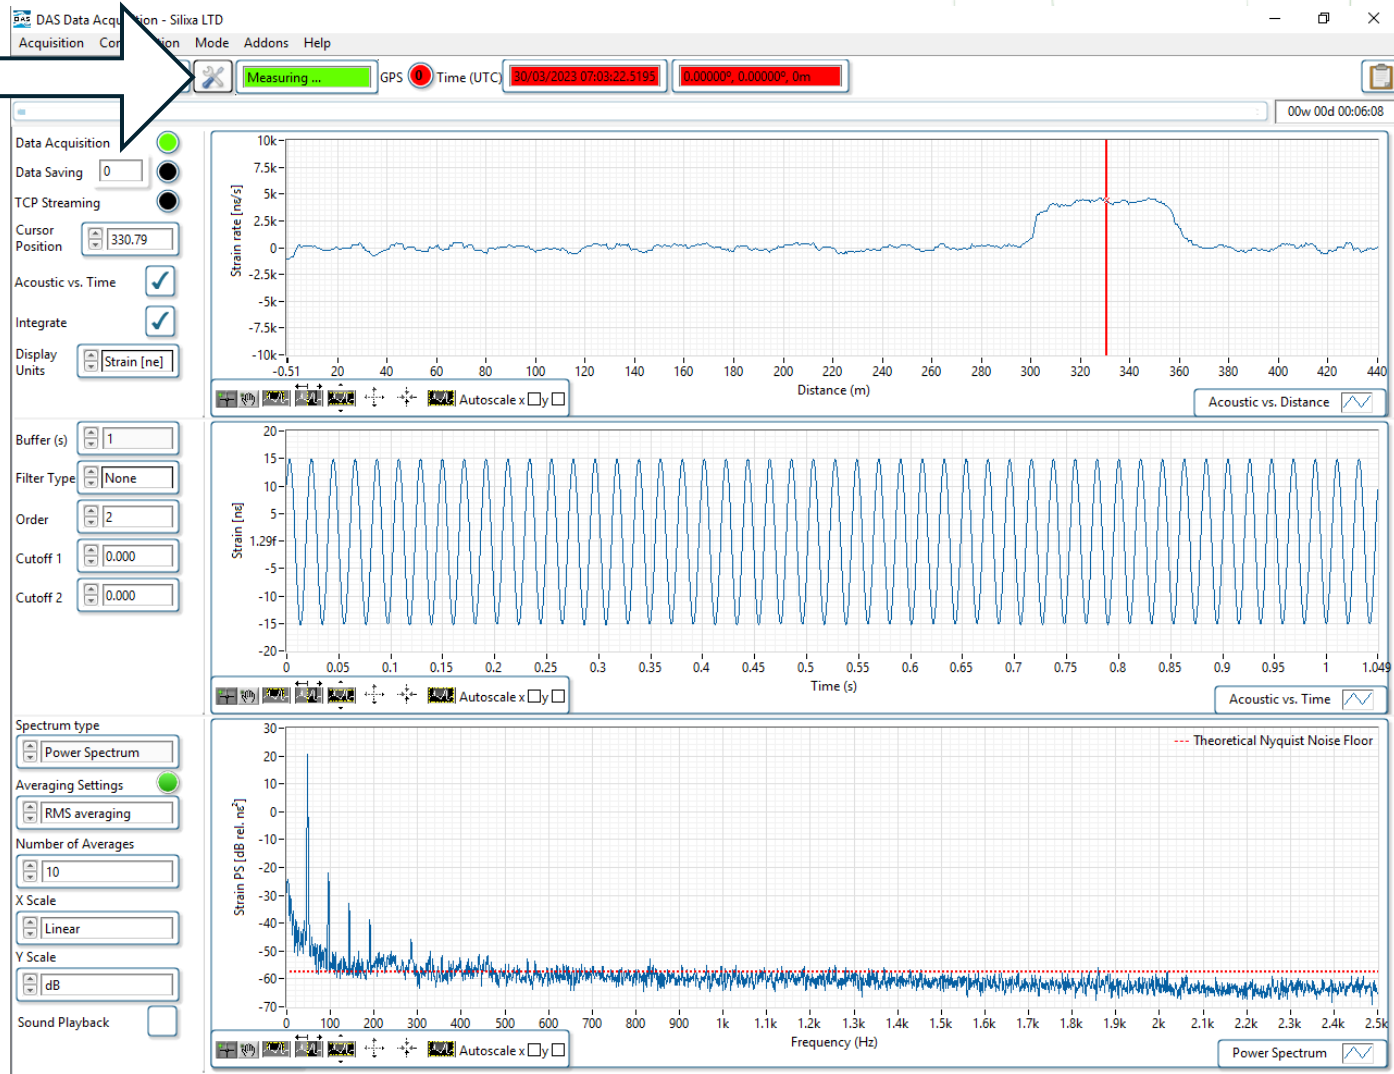 DAS DAS Data Acqu    on - Silixa LTD
Acquisition Con    ion Mode Addons Help
Measuring ... GPS 0 Time (UTC) 30/03/2023 07:03:22.5195 0.00000º, 0.00000º, 0m
00w 00d 00:06:08
Data Acquisition
Data Saving 0
TCP Streaming
Cursor
Position 330.79
Acoustic vs. Time
Integrate
Display
Units Strain [ne]
10k
7.5k
5k
2.5k
0
-2.5k
-5k
-7.5k
-10k
Strain rate [nε/s]
-0.51 20 40 60 80 100 120 140 160 180 200 220 240 260 280 300 320 340 360 380 400 420 440
Distance (m)
Autoscale x y
Acoustic vs. Distance
Buffer (s) 1
Filter Type None
Order 2
Cutoff 1 0.000
Cutoff 2 0.000
20
15
10
5
1.29f
-5
-10
-15
-20
Strain [nε]
0 0.05 0.1 0.15 0.2 0.25 0.3 0.35 0.4 0.45 0.5 0.55 0.6 0.65 0.7 0.75 0.8 0.85 0.9 0.95 1 1.049
Time (s)
Autoscale x y
Acoustic vs. Time
Spectrum type
Power Spectrum
Averaging Settings
RMS averaging
Number of Averages
10
X Scale
Linear
Y Scale
dB
Sound Playback
30
20
10
0
-10
-20
-30
-40
-50
-60
-70
Strain PS [dB rel. nε²]
--- Theoretical Nyquist Noise Floor
0 100 200 300 400 500 600 700 800 900 1k 1.1k 1.2k 1.3k 1.4k 1.5k 1.6k 1.7k 1.8k 1.9k 2k 2.1k 2.2k 2.3k 2.4k 2.5k
Frequency (Hz)
Autoscale x y
Power Spectrum